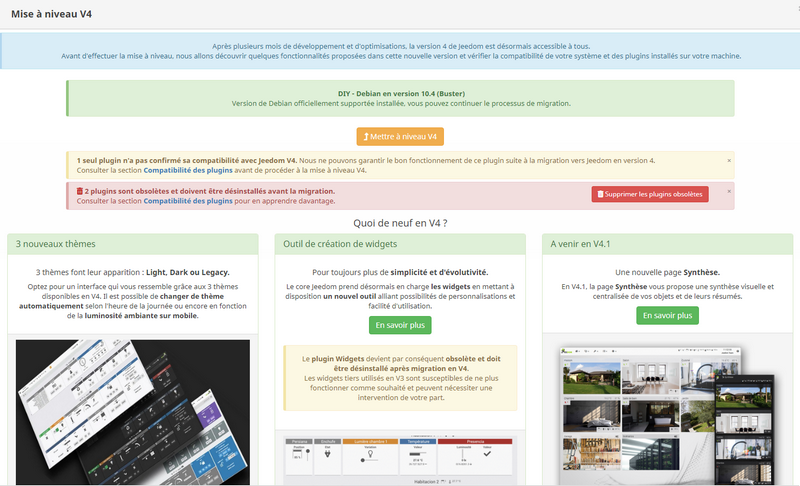 Mise à niveau V4
Après plusieurs mois de développement et d'optimisations, la version 4 de Jeedom est désormais accessible à tous.
Avant d'effectuer la mise à niveau, nous allons découvrir quelques fonctionnalités proposées dans cette nouvelle version et vérifier la compatibilité de votre système et des plugins installés sur votre machine.
DIY - Debian en version 10.4 (Buster)
Version de Debian officiellement supportée installée, vous pouvez continuer le processus de migration.
Mettre à niveau V4
1 seul plugin n'a pas confirmé sa compatibilité avec Jeedom V4. Nous ne pouvons garantir le bon fonctionnement de ce plugin suite à la migration vers Jeedom en version 4.
Consulter la section Compatibilité des plugins avant de procéder à la mise à niveau V4.
2 plugins sont obsolètes et doivent être désinstallés avant la migration.
Consulter la section Compatibilité des plugins pour en apprendre davantage.
Supprimer les plugins obsolètes
Quoi de neuf en V4 ?
3 nouveaux thèmes
3 thèmes font leur apparition : Light, Dark ou Legacy.
Optez pour un interface qui vous ressemble grâce aux 3 thèmes
disponibles en V4. Il est possible de changer de thème
automatiquement selon l'heure de la journée ou encore en fonction
de la luminosité ambiante sur mobile.
Outil de création de widgets
Pour toujours plus de simplicité et d'évolutivité.
Le core Jeedom prend désormais en charge les widgets en mettant à
disposition un nouvel outil alliant possibilités de personnalisations et
facilité d'utilisation.
En savoir plus
Le plugin Widgets devient par conséquent obsolète et doit
être désinstallé après migration en V4.
Les widgets tiers utilisés en V3 sont susceptibles de ne plus
fonctionner comme souhaité et peuvent nécessiter une
intervention de votre part.
A venir en V4.1
Une nouvelle page Synthèse.
En V4.1, la page Synthèse vous propose une synthèse visuelle et
centralisée de vos objets et de leurs résumés.
En savoir plus